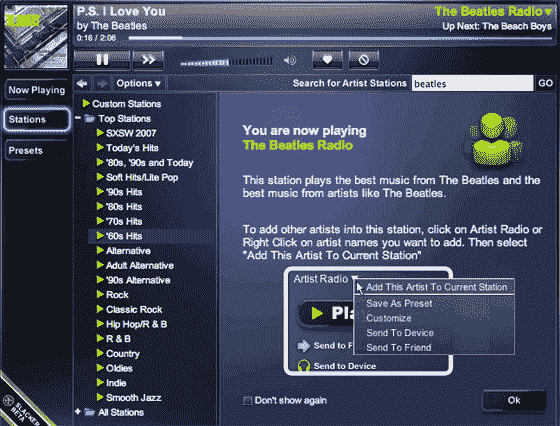 P.S. I Love You
by The Beatles
0:16 / 2:06
The Beatles Radio
Up Next: The Beach Boys
Options
Search for Artist Stations
beatles
GO
Now Playing
Stations
Presets
Custom Stations
Top Stations
SXSW 2007
Today's Hits
'80s, '90s and Today
Soft Hits/Lite Pop
'90s Hits
'80s Hits
'70s Hits
'60s Hits
Alternative
Adult Alternative
'90s Alternative
Rock
Classic Rock
Hip Hop/R & B
R & B
Country
Oldies
Indie
Smooth Jazz
All Stations
You are now playing
The Beatles Radio
This station plays the best music from The Beatles and the
best music from artists like The Beatles.
To add other artists into this station, click on Artist Radio or
Right Click on artist names you want to add. Then select
"Add This Artist To Current Station"
Artist Radio
Add This Artist To Current Station
Save As Preset
Customize
Send To Device
Send To Friend
Pla
Send to F
Send to Device
Don't show again
Ok
SLACKER
BETA